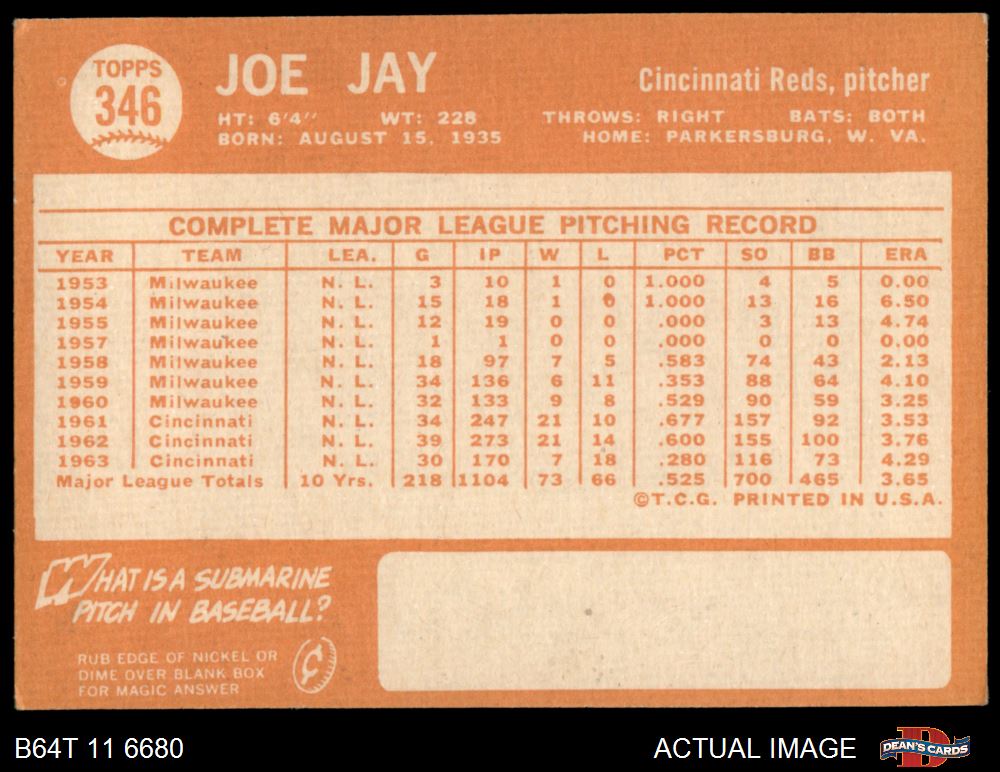 TOPPS
346
JOE JAY
Cincinnati Reds, pitcher
HT: 6'4" WT: 228 THROWS: RIGHT BATS: BOTH
BORN: AUGUST 15, 1935 HOME: PARKERSBURG, W. VA.
COMPLETE MAJOR LEAGUE PITCHING RECORD
YEAR TEAM LEA. G IP W L PCT SO BB ERA
1953 Milwaukee N. L. 3 10 1 0 1.000 4 5 0.00
1954 Milwaukee N. L. 15 18 1 0 1.000 13 16 6.50
1955 Milwaukee N. L. 12 19 0 0 .000 3 13 4.74
1957 Milwaukee N. L. 1 1 0 0 .000 0 0 0.00
1958 Milwaukee N. L. 18 97 7 5 .583 74 43 2.13
1959 Milwaukee N. L. 34 136 6 11 .353 88 64 4.10
1960 Milwaukee N. L. 32 133 9 8 .529 90 59 3.25
1961 Cincinnati N. L. 34 247 21 10 .677 157 92 3.53
1962 Cincinnati N. L. 39 273 21 14 .600 155 100 3.76
1963 Cincinnati N. L. 30 170 7 18 .280 116 73 4.29
Major League Totals 10 Yrs. 218 1104 73 66 .525 700 465 3.65
©T.C.G. PRINTED IN U.S.A.
WHAT IS A SUBMARINE
PITCH IN BASEBALL?
RUB EDGE OF NICKEL OR
DIME OVER BLANK BOX
FOR MAGIC ANSWER
¢
B64T 11 6680
ACTUAL IMAGE
D
DEAN'S CARDS